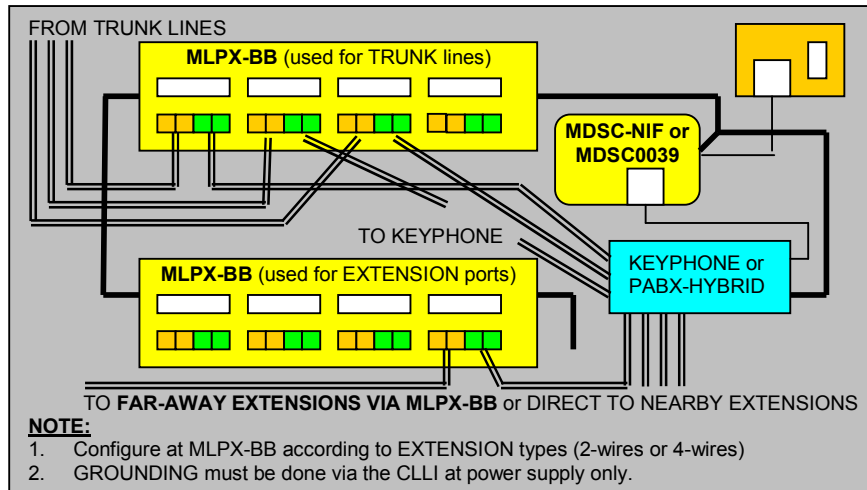 FROM TRUNK LINES
MLPX-BB (used for TRUNK lines)
MDSC-NIF or
MDSC0039
TO KEYPHONE
KEYPHONE or
PABX-HYBRID
MLPX-BB (used for EXTENSION ports)
TO FAR-AWAY EXTENSIONS VIA MLPX-BB or DIRECT TO NEARBY EXTENSIONS
NOTE:
1. Configure at MLPX-BB according to EXTENSION types (2-wires or 4-wires)
2. GROUNDING must be done via the CLLI at power supply only.